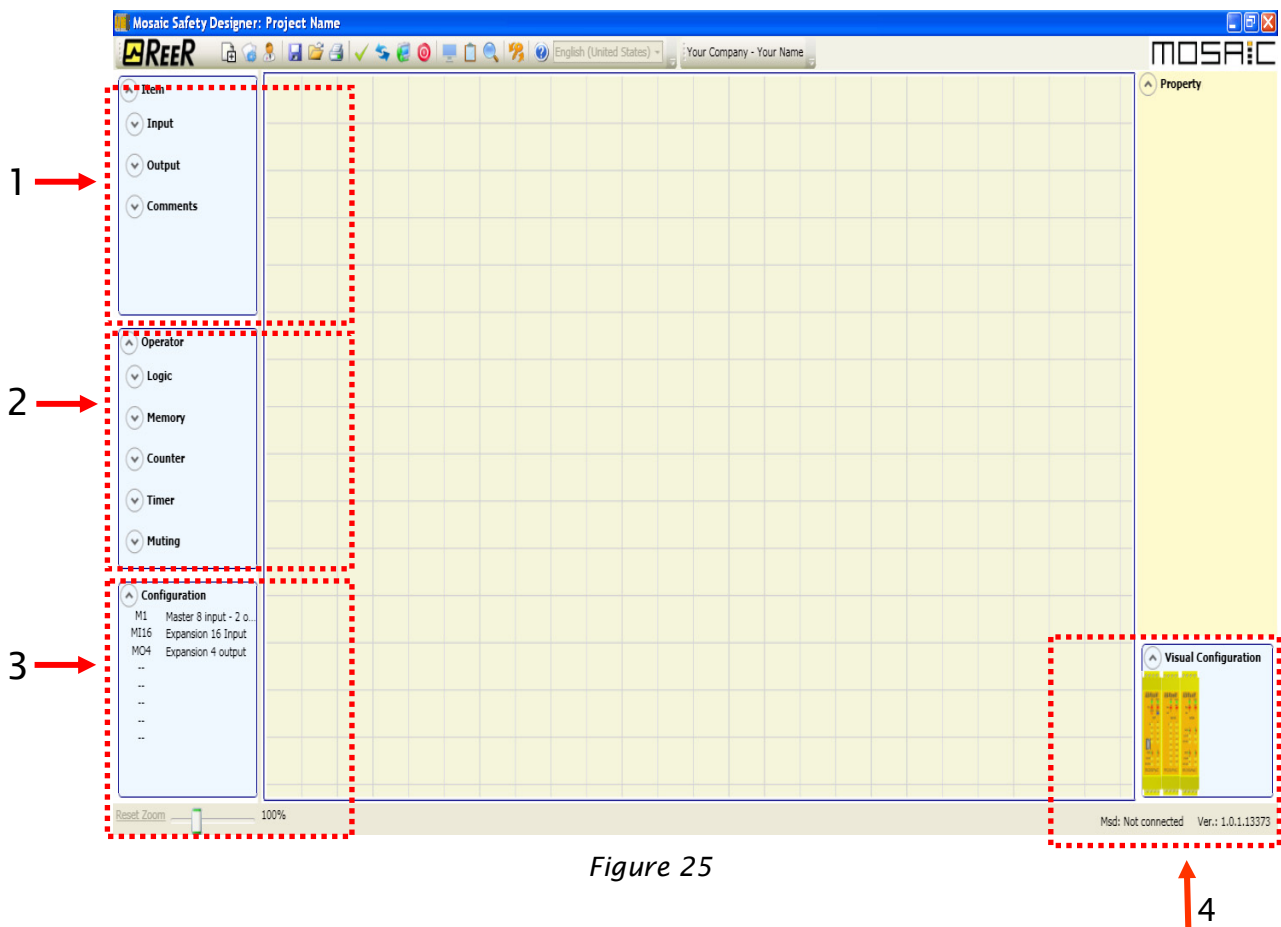 Mosaic Safety Designer: Project Name
REER English (United States) Your Company - Your Name MOSAIC
Item
Input
Output
Comments
1
Operator
Logic
Memory
Counter
Timer
Muting
2
Configuration
M1 Master 8 input - 2 o...
MI16 Expansion 16 Input
MO4 Expansion 4 output
--
--
--
--
--
3
Reset Zoom 100%
Property
Visual Configuration
Msd: Not connected Ver.: 1.0.1.13373
4
Figure 25